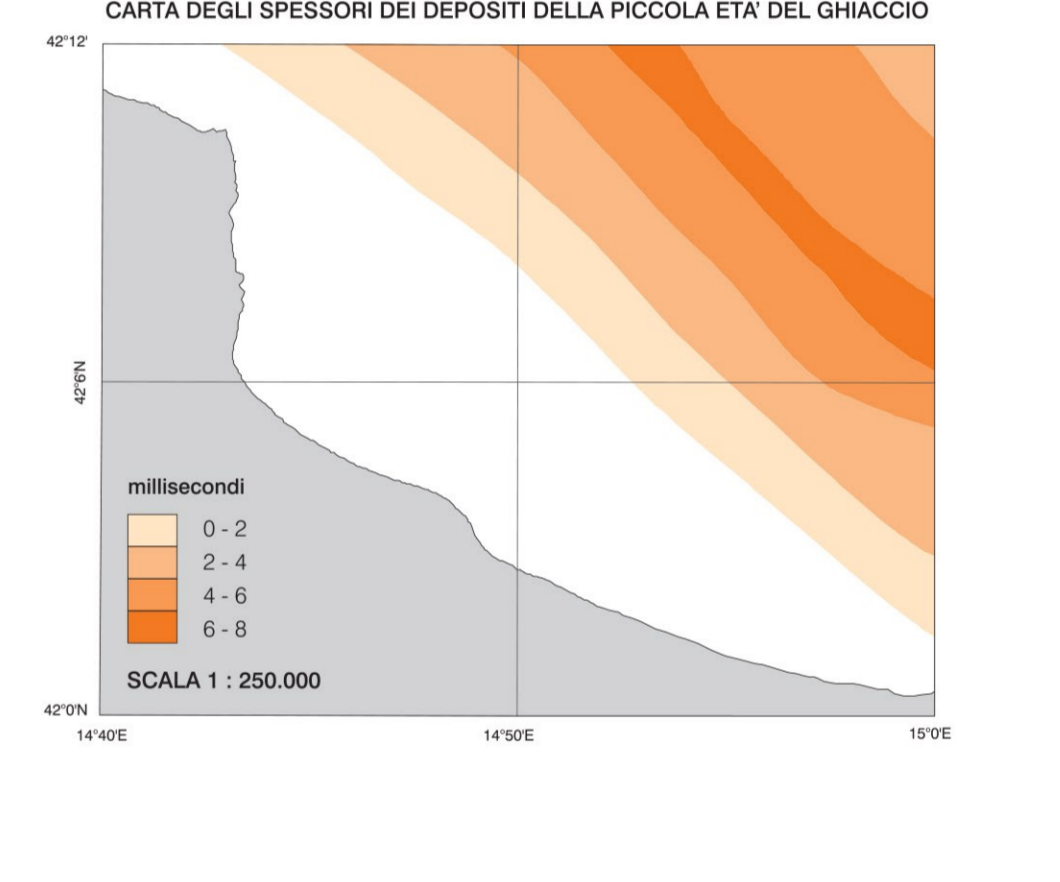 CARTA DEGLI SPESSORI DEI DEPOSITI DELLA PICCOLA ETA’ DEL GHIACCIO
42°12'
42°6'N
millisecondi
0 - 2
2 - 4
4 - 6
6 - 8
SCALA 1 : 250.000
42°0'N
14°40'E
14°50'E
15°0'E